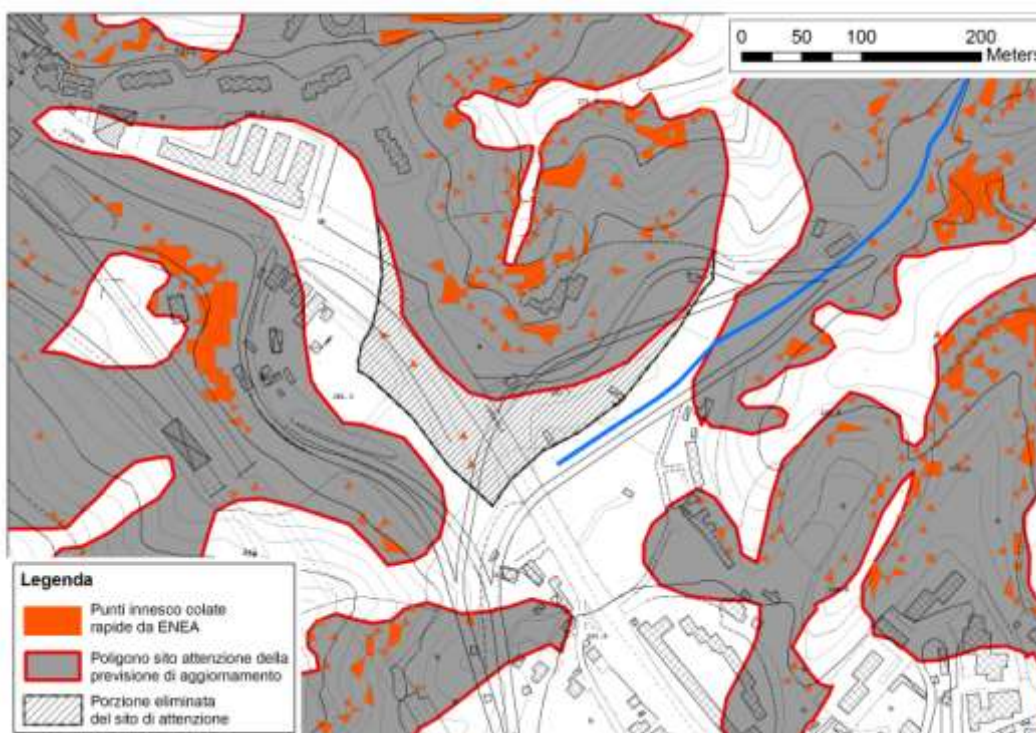 0 50 100 200
Meters
Legenda
Punti innesco colate
rapide da ENEA
Poligono sito attenzione della
previsione di aggiornamento
Porzione eliminata
del sito di attenzione